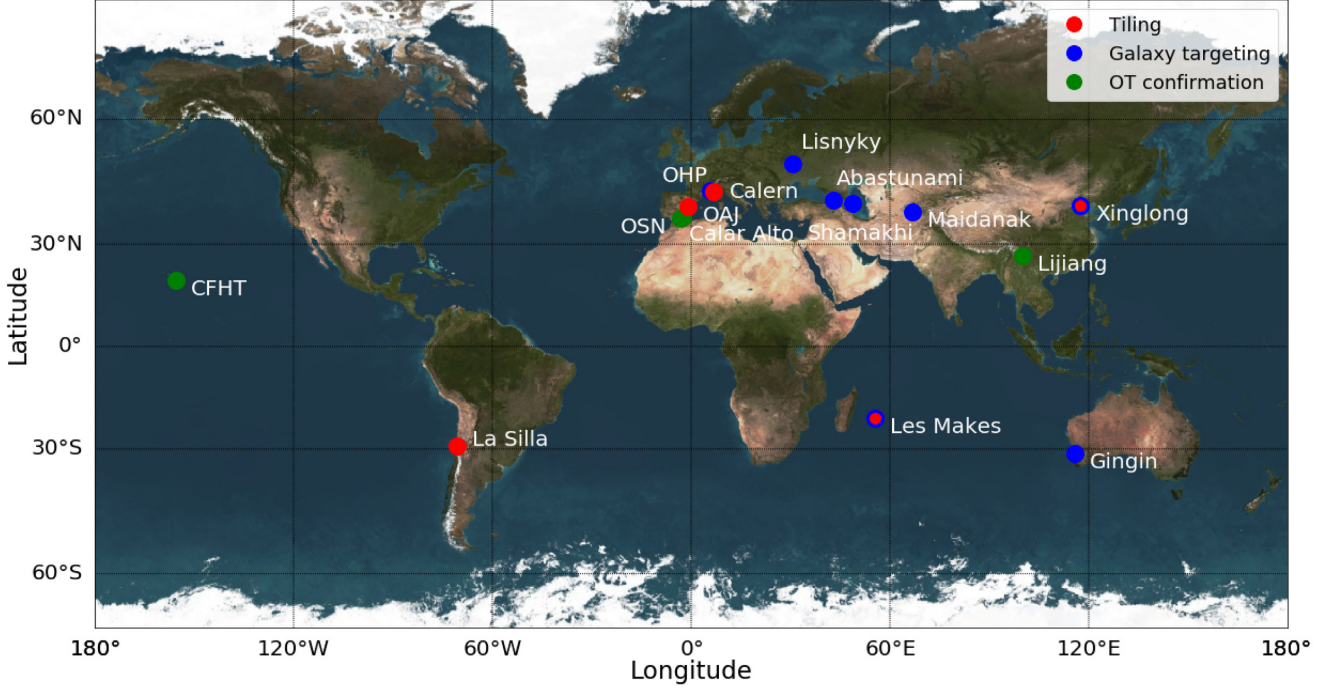 Tiling
Galaxy targeting
OT confirmation
60°N
30°N
0°
30°S
60°S
Latitude
Lisnyky
OHP
Calern
Abastunami
OSN
OAJ
Calar Alto
Shamakhi
Maidanak
Xinglong
Lijiang
CFHT
Les Makes
La Silla
Gingin
180°
120°W
60°W
0°
60°E
120°E
180°
Longitude